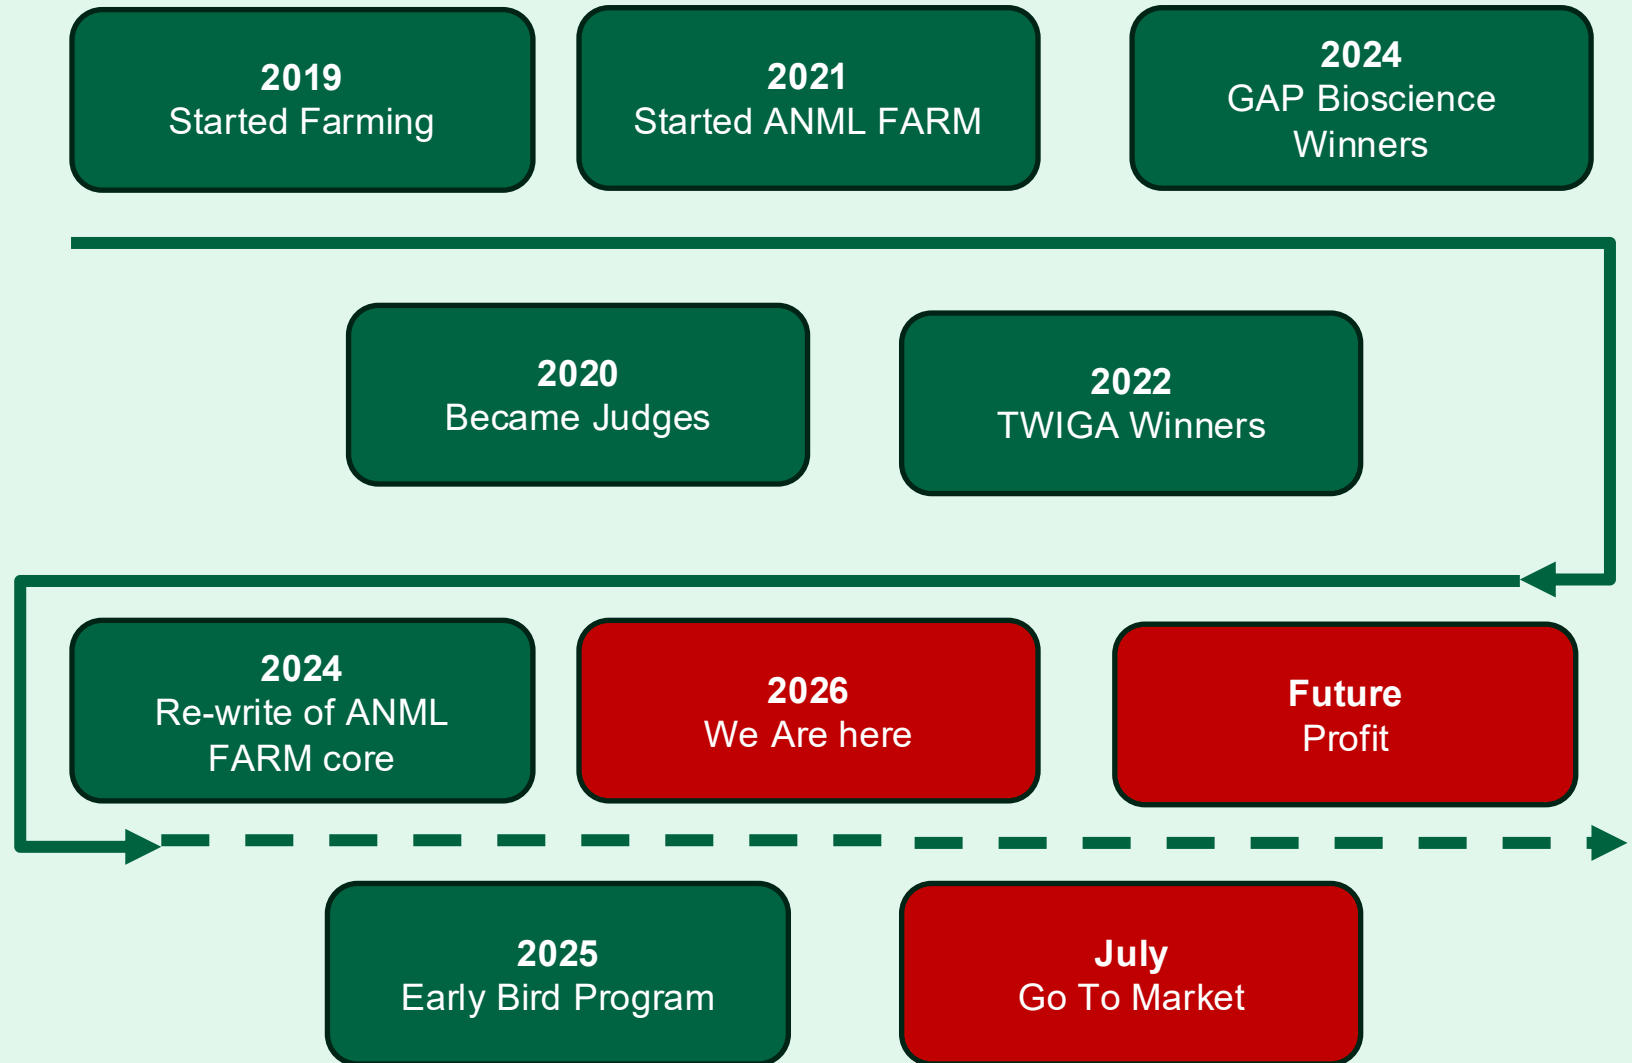 2019
Started Farming
2021
Started ANML FARM
2024
GAP Bioscience
Winners
2020
Became Judges
2022
TWIGA Winners
2024
Re-write of ANML
FARM core
2026
We Are here
Future
Profit
2025
Early Bird Program
July
Go To Market